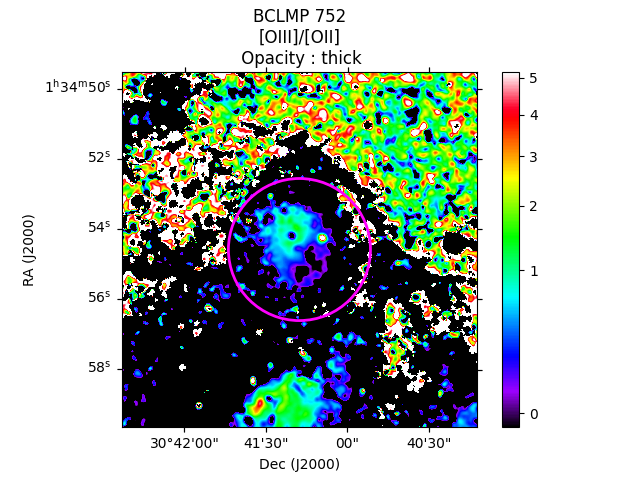 BCLMP 752
[OIII]/[OII]
Opacity : thick
1h34m50s
52s
54s
56s
58s
30°42'00" 41'30" 00" 40'30"
Dec (J2000)
RA (J2000)
5
4
3
2
1
0